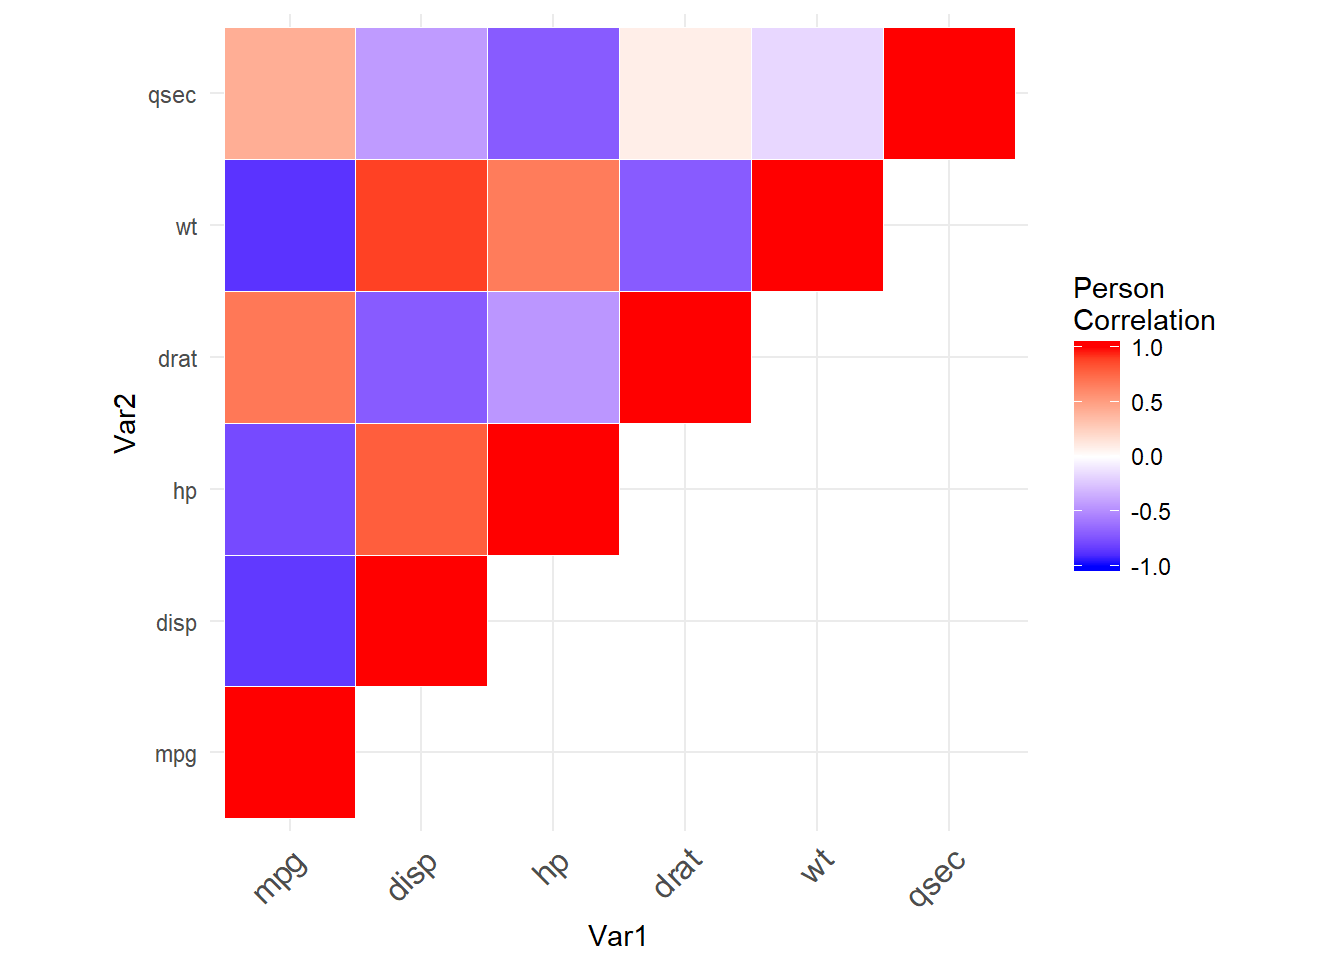 qsec
wt
drat
hp
disp
mpg
Var2
mpg
disp
hp
drat
wt
qsec
Var1
Person
Correlation
1.0
0.5
0.0
-0.5
-1.0